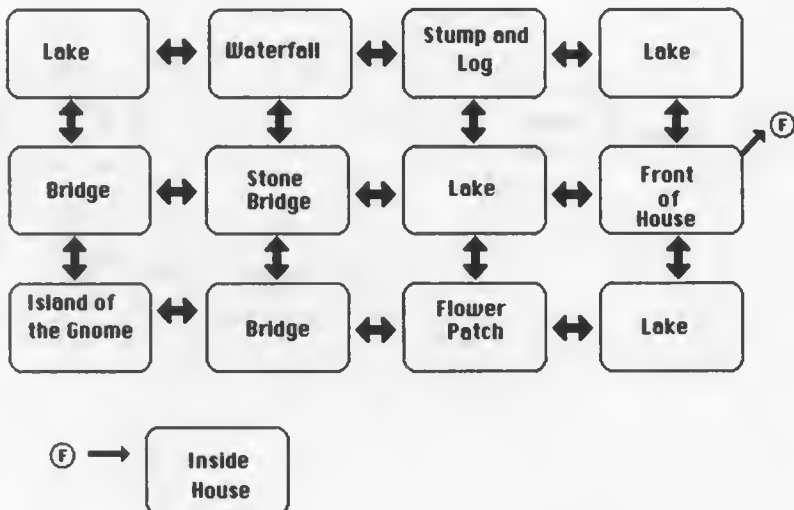 Lake
Waterfall
Stump and
Log
Lake
F
Bridge
Stone
Bridge
Lake
Front
of
House
Island of
the Gnome
Bridge
Flower
Patch
Lake
F
Inside
House